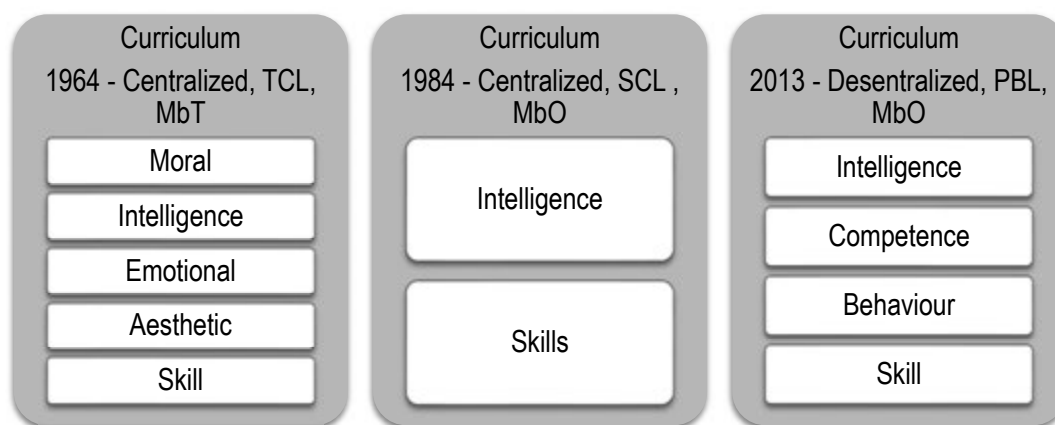 Curriculum
1964 - Centralized, TCL,
MbT
Moral
Intelligence
Emotional
Aesthetic
Skill
Curriculum
1984 - Centralized, SCL ,
MbO
Intelligence
Skills
Curriculum
2013 - Desentralized, PBL,
MbO
Intelligence
Competence
Behaviour
Skill